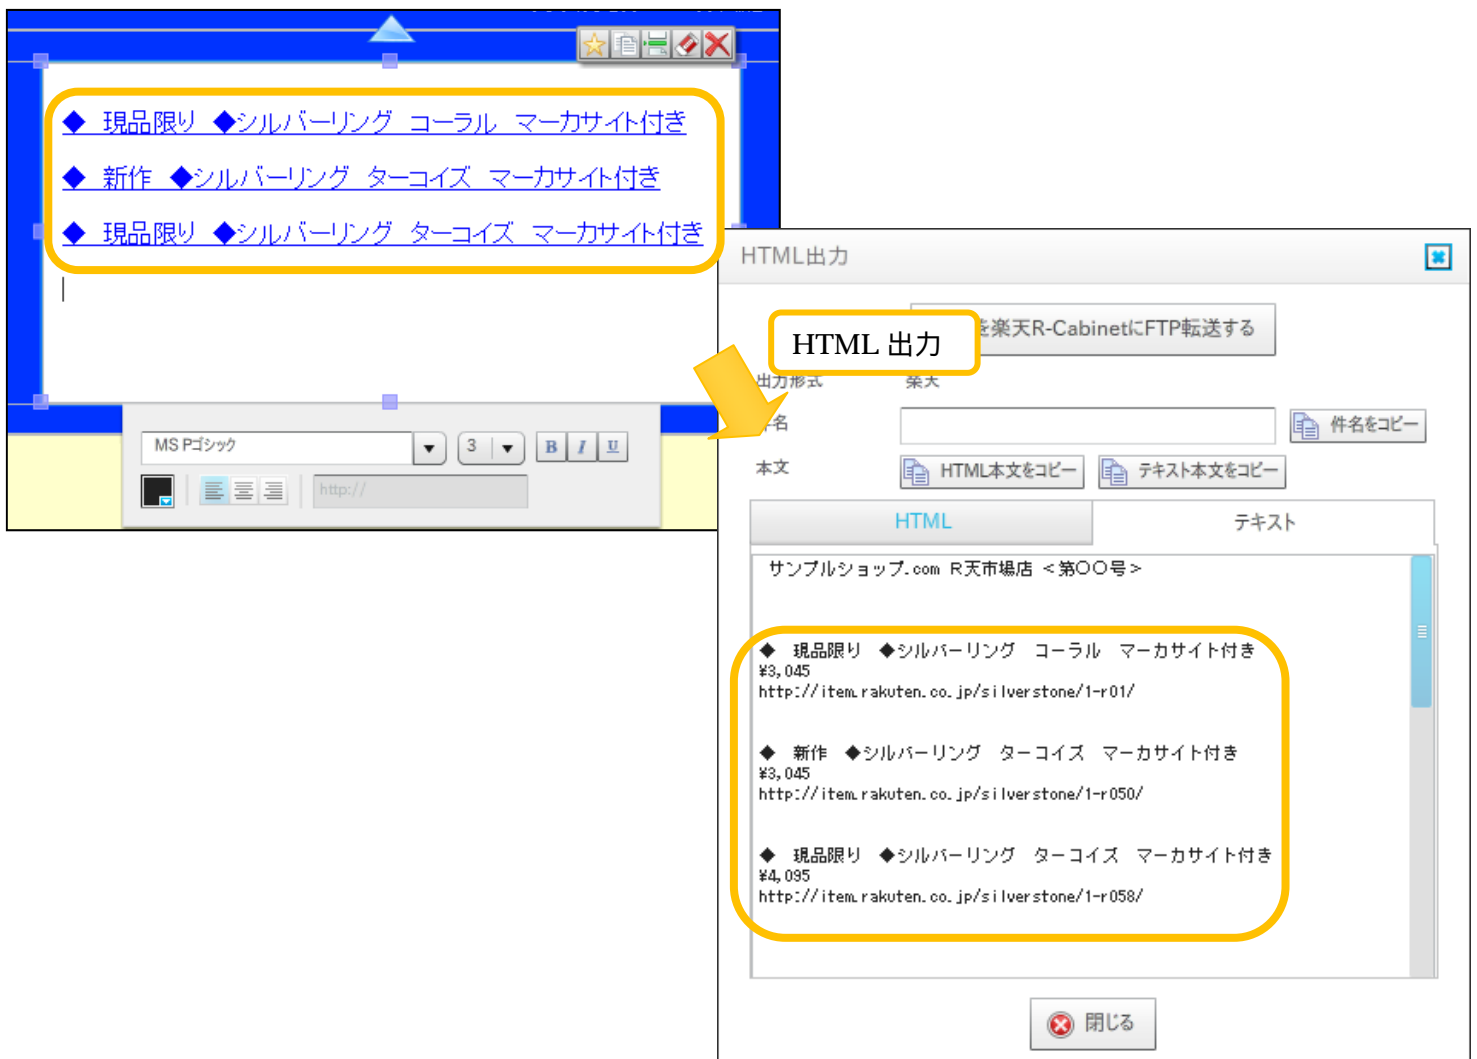 ◆ 現品限り ◆シルバーリング コーラル マーカサイト付き
◆ 新作 ◆シルバーリング ターコイズ マーカサイト付き
◆ 現品限り ◆シルバーリング ターコイズ マーカサイト付き
MS Pゴシック
3
B I U
http://
HTML出力
を楽天R-CabinetにFTP転送する
HTML 出力
出力形式 楽天
件名 件名をコピー
本文 HTML本文をコピー テキスト本文をコピー
HTML テキスト
サンプルショップ.com R天市場店 <第〇〇号>
◆ 現品限り ◆シルバーリング コーラル マーカサイト付き
¥3,045
http://item.rakuten.co.jp/silverstone/1-r01/
◆ 新作 ◆シルバーリング ターコイズ マーカサイト付き
¥3,045
http://item.rakuten.co.jp/silverstone/1-r050/
◆ 現品限り ◆シルバーリング ターコイズ マーカサイト付き
¥4,095
http://item.rakuten.co.jp/silverstone/1-r058/
閉じる